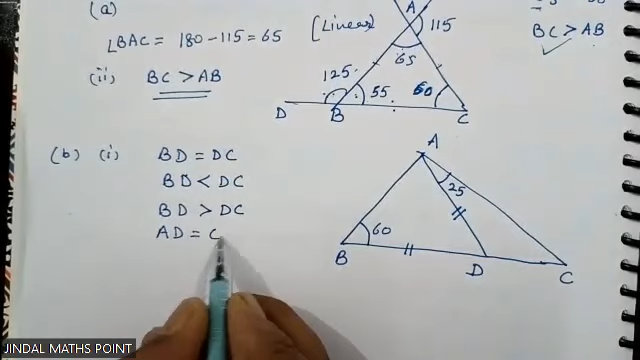 (a)
∠BAC = 180 - 115 = 65 [Linear
(ii) BC > AB
A
115
65
125
55
60
D
B
C
BC > AB
(b) (i) BD = DC
BD < DC
BD > DC
AD = C
A
25
60
B
D
C
JINDAL MATHS POINT